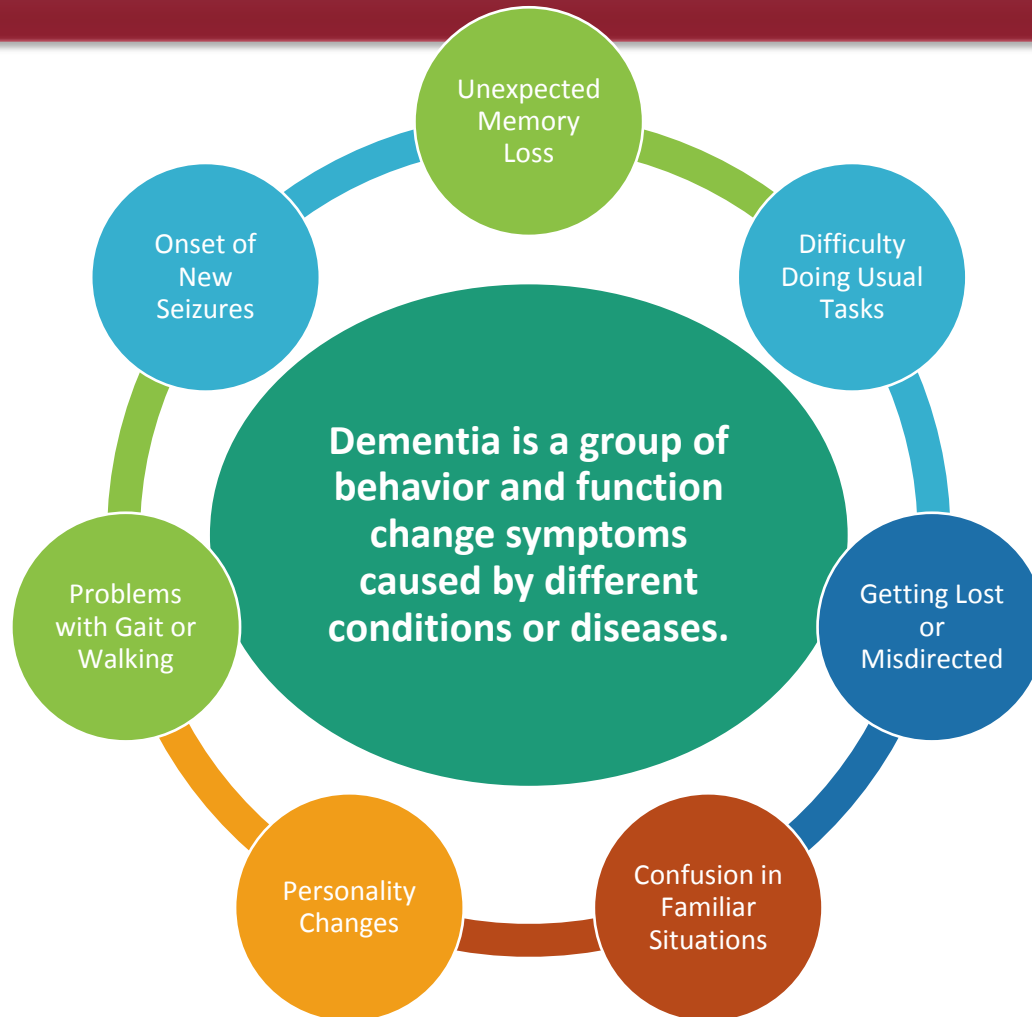 Unexpected
Memory
Loss
Difficulty
Doing Usual
Tasks
Getting Lost
or
Misdirected
Confusion in
Familiar
Situations
Personality
Changes
Problems
with Gait or
Walking
Onset of
New
Seizures
Dementia is a group of
behavior and function
change symptoms
caused by different
conditions or diseases.